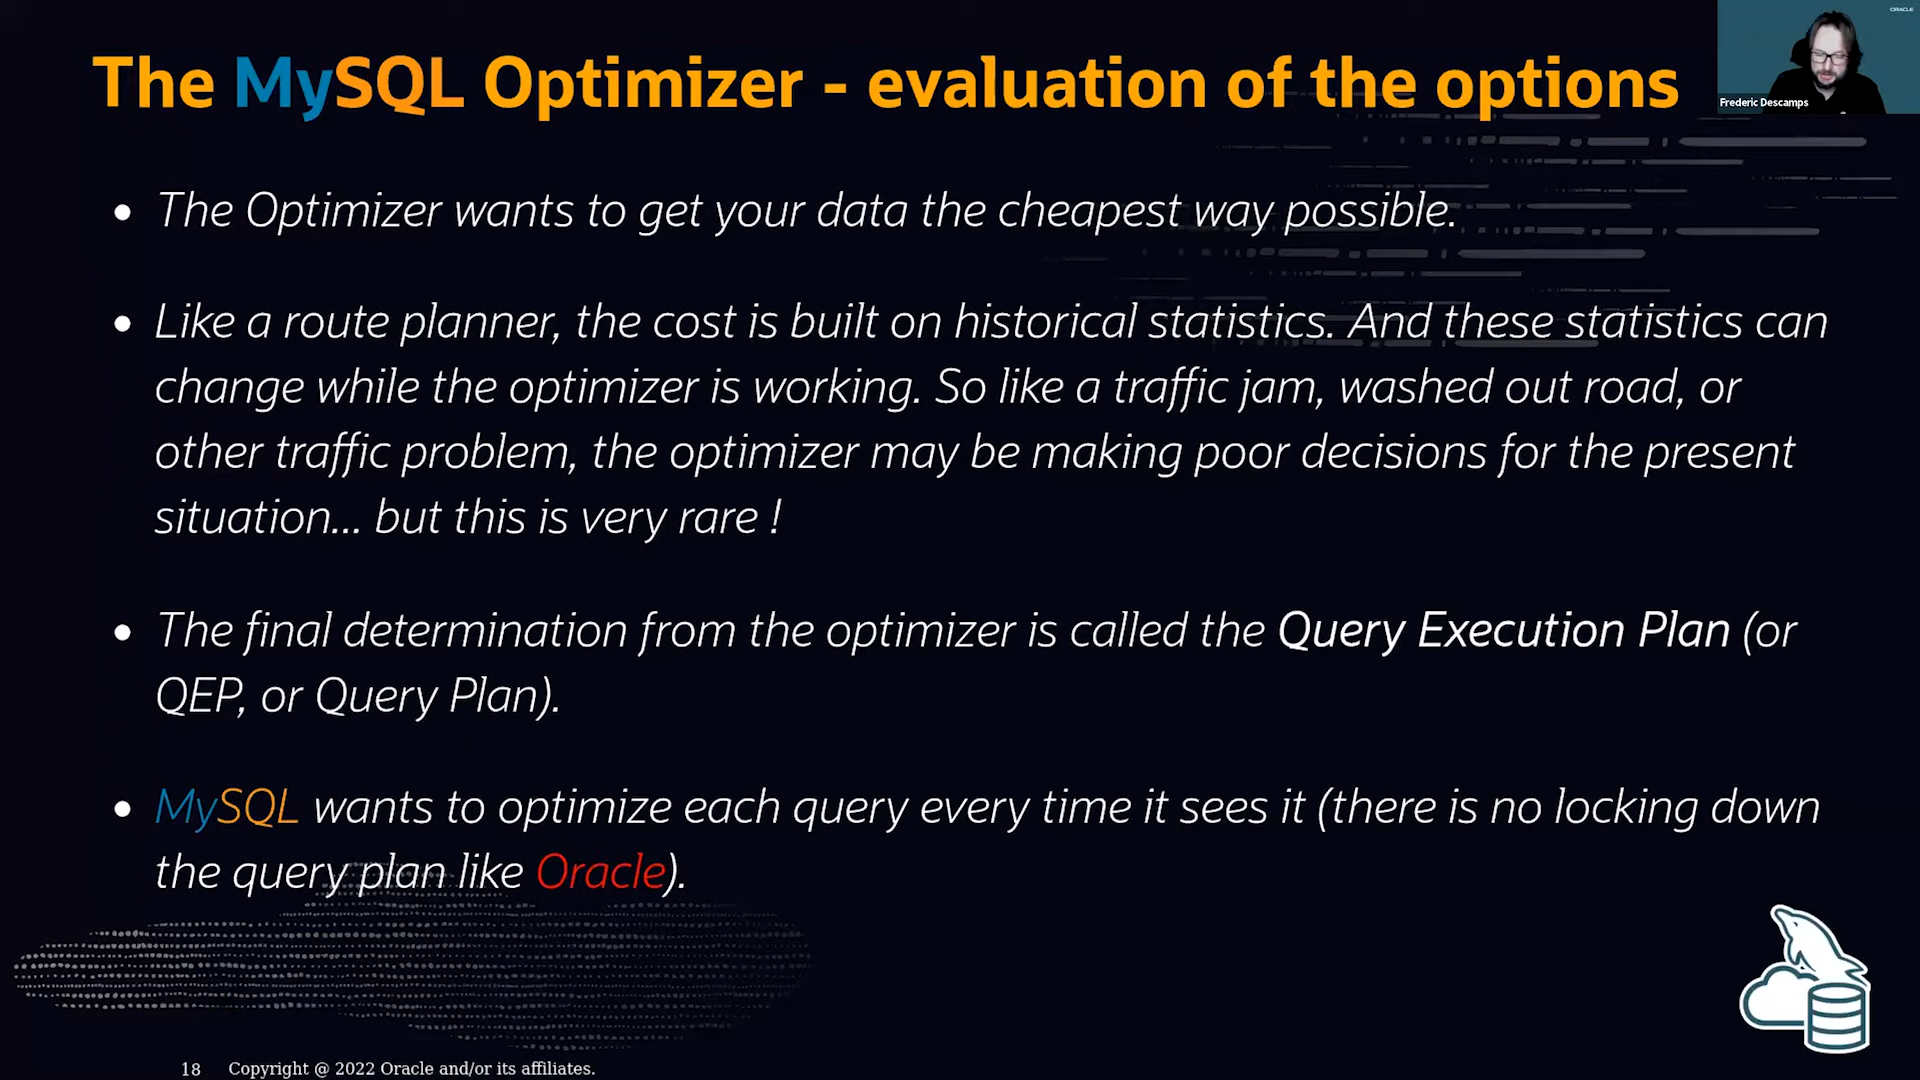 The MySQL Optimizer - evaluation of the options
ORACLE
Frederic Descamps
• The Optimizer wants to get your data the cheapest way possible.
• Like a route planner, the cost is built on historical statistics. And these statistics can
change while the optimizer is working. So like a traffic jam, washed out road, or
other traffic problem, the optimizer may be making poor decisions for the present
situation... but this is very rare !
• The final determination from the optimizer is called the Query Execution Plan (or
QEP, or Query Plan).
• MySQL wants to optimize each query every time it sees it (there is no locking down
the query plan like Oracle).
18 Copyright @ 2022 Oracle and/or its affiliates.